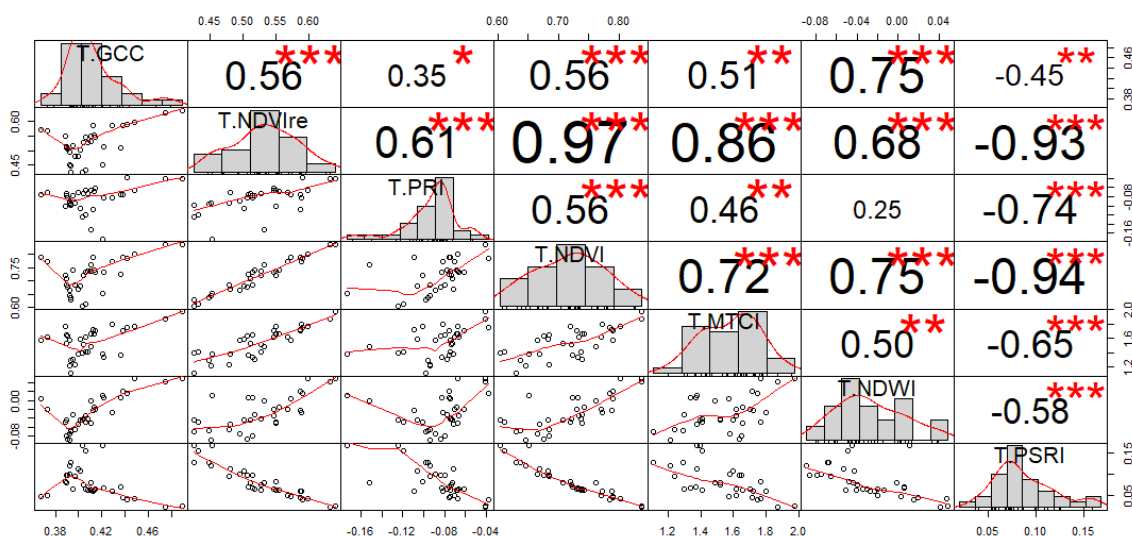 0.45 0.50 0.55 0.60 0.60 0.70 0.80 -0.08 -0.04 0.00 0.04
T.GCC 0.56 *** 0.35 * 0.56 *** 0.51 ** 0.75 *** -0.45 ** 0.38 0.42 0.46
0.45 0.60 T.NDVIre 0.61 *** 0.97 *** 0.86 *** 0.68 *** -0.93 ***
T.PRI 0.56 *** 0.46 ** 0.25 -0.74 *** -0.16 -0.08
0.60 0.75 T.NDVI 0.72 *** 0.75 *** -0.94 ***
T.MTCI 0.50 ** -0.65 *** 1.2 1.6 2.0
-0.08 0.00 T.NDWI -0.58 ***
T.PSRI 0.05 0.15
0.38 0.42 0.46 -0.16 -0.12 -0.08 -0.04 1.2 1.4 1.6 1.8 2.0 0.05 0.10 0.15